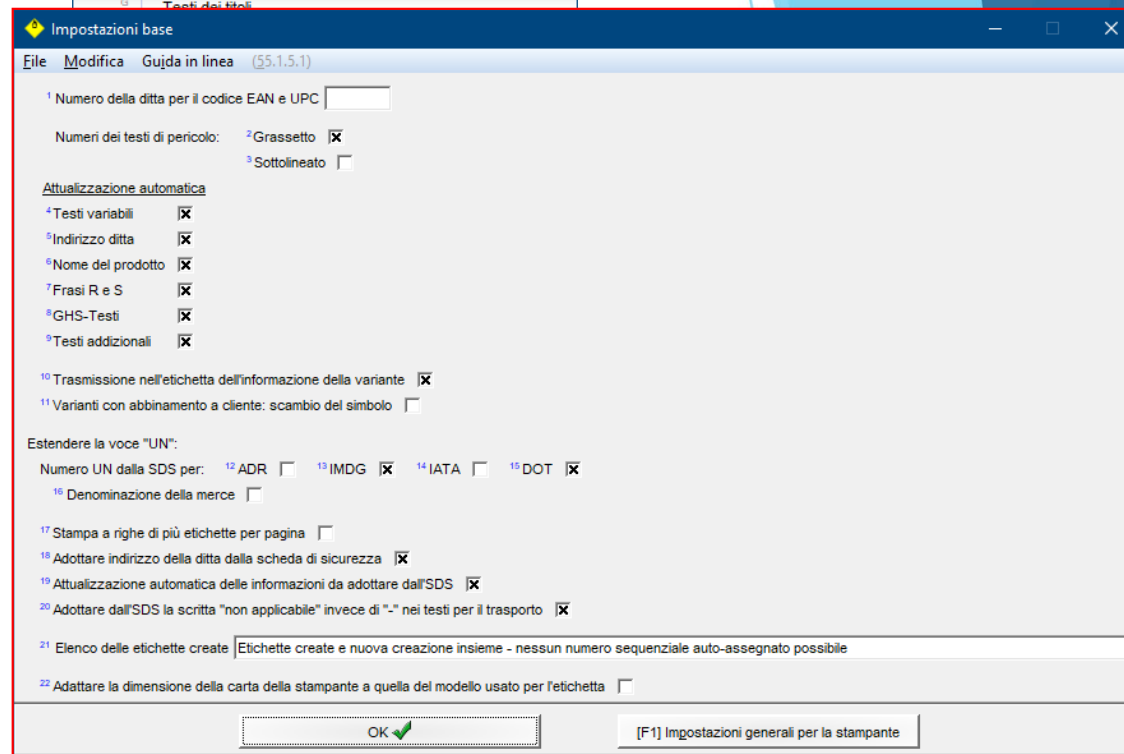 Testi dei titoli
Impostazioni base
File Modifica Guida in linea (55.1.5.1)
1 Numero della ditta per il codice EAN e UPC
Numeri dei testi di pericolo: 2 Grassetto
3 Sottolineato
Attualizzazione automatica
4 Testi variabili
5 Indirizzo ditta
6 Nome del prodotto
7 Frasi R e S
8 GHS-Testi
9 Testi addizionali
10 Trasmissione nell'etichetta dell'informazione della variante
11 Varianti con abbinamento a cliente: scambio del simbolo
Estendere la voce "UN":
Numero UN dalla SDS per: 12 ADR 13 IMDG 14 IATA 15 DOT
16 Denominazione della merce
17 Stampa a righe di più etichette per pagina
18 Adottare indirizzo della ditta dalla scheda di sicurezza
19 Attualizzazione automatica delle informazioni da adottare dall'SDS
20 Adottare dall'SDS la scritta "non applicabile" invece di "-" nei testi per il trasporto
21 Elenco delle etichette create Etichette create e nuova creazione insieme - nessun numero sequenziale auto-assegnato possibile
22 Adattare la dimensione della carta della stampante a quella del modello usato per l'etichetta
OK [F1] Impostazioni generali per la stampante